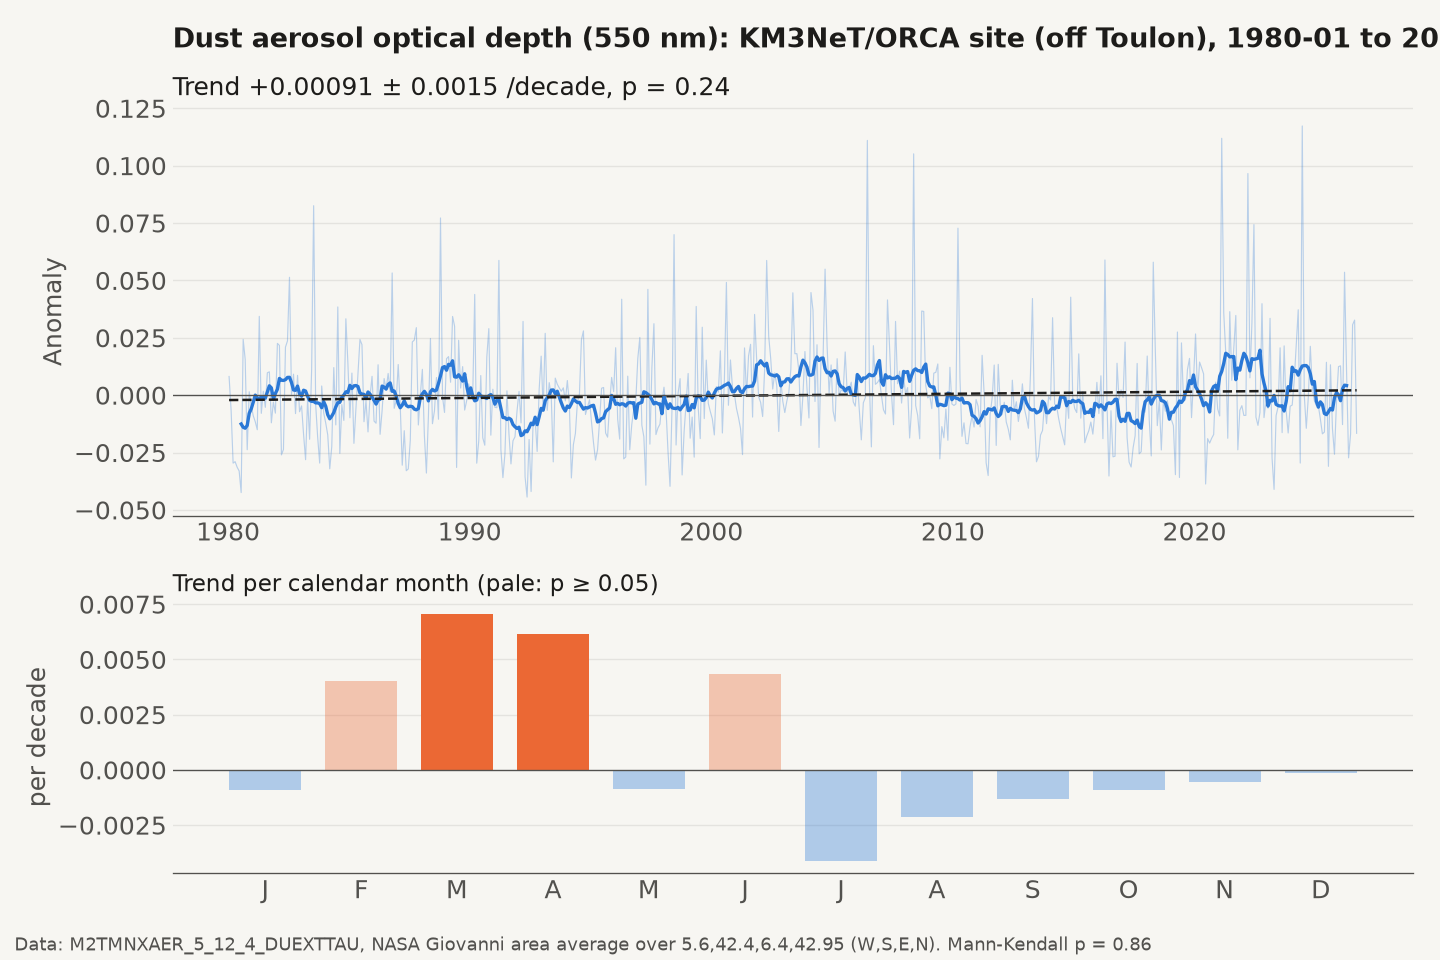 Dust aerosol optical depth (550 nm): KM3NeT/ORCA site (off Toulon), 1980-01 to 20
Trend +0.00091 ± 0.0015 /decade, p = 0.24
Anomaly
0.125
0.100
0.075
0.050
0.025
0.000
−0.025
−0.050
1980 1990 2000 2010 2020
Trend per calendar month (pale: p ≥ 0.05)
per decade
0.0075
0.0050
0.0025
0.0000
−0.0025
J F M A M J J A S O N D
Data: M2TMNXAER_5_12_4_DUEXTTAU, NASA Giovanni area average over 5.6,42.4,6.4,42.95 (W,S,E,N). Mann-Kendall p = 0.86